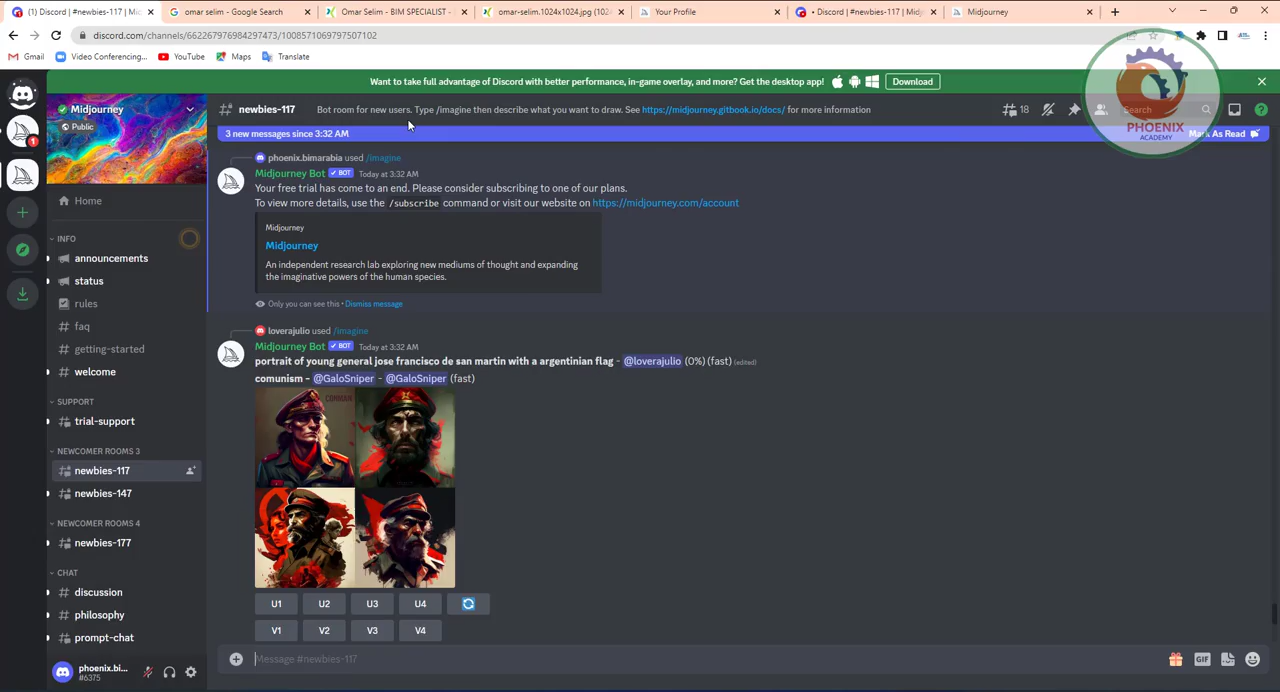 (1) Discord | #newbies-117 | Mi
omar selim - Google Search
Omar Selim - BIM SPECIALIST -
omar-selim.1024x1024.jpg (102
Your Profile
• Discord | #newbies-117 | Midj
Midjourney
discord.com/channels/662267976984297473/1008571069797507102
Gmail
Video Conferencing...
YouTube
Maps
Translate
Want to take full advantage of Discord with better performance, in-game overlay, and more? Get the desktop app!
Download
Midjourney
Public
newbies-117
Bot room for new users. Type /imagine then describe what you want to draw. See https://midjourney.gitbook.io/docs/ for more information
18
Search
PHOENIX
ACADEMY
3 new messages since 3:32 AM
Mark As Read
1
Home
INFO
announcements
status
rules
faq
getting-started
welcome
SUPPORT
trial-support
NEWCOMER ROOMS 3
newbies-117
newbies-147
NEWCOMER ROOMS 4
newbies-177
CHAT
discussion
philosophy
prompt-chat
phoenix.bi...
#6375
phoenix.bimarabia used /imagine
Midjourney Bot BOT Today at 3:32 AM
Your free trial has come to an end. Please consider subscribing to one of our plans.
To view more details, use the /subscribe command or visit our website on https://midjourney.com/account
Midjourney
Midjourney
An independent research lab exploring new mediums of thought and expanding
the imaginative powers of the human species.
Only you can see this • Dismiss message
loverajulio used /imagine
Midjourney Bot BOT Today at 3:32 AM
portrait of young general jose francisco de san martin with a argentinian flag - @loverajulio (0%) (fast) (edited)
comunism - @GaloSniper - @GaloSniper (fast)
CONMAN
U1
U2
U3
U4
V1
V2
V3
V4
Message #newbies-117
GIF